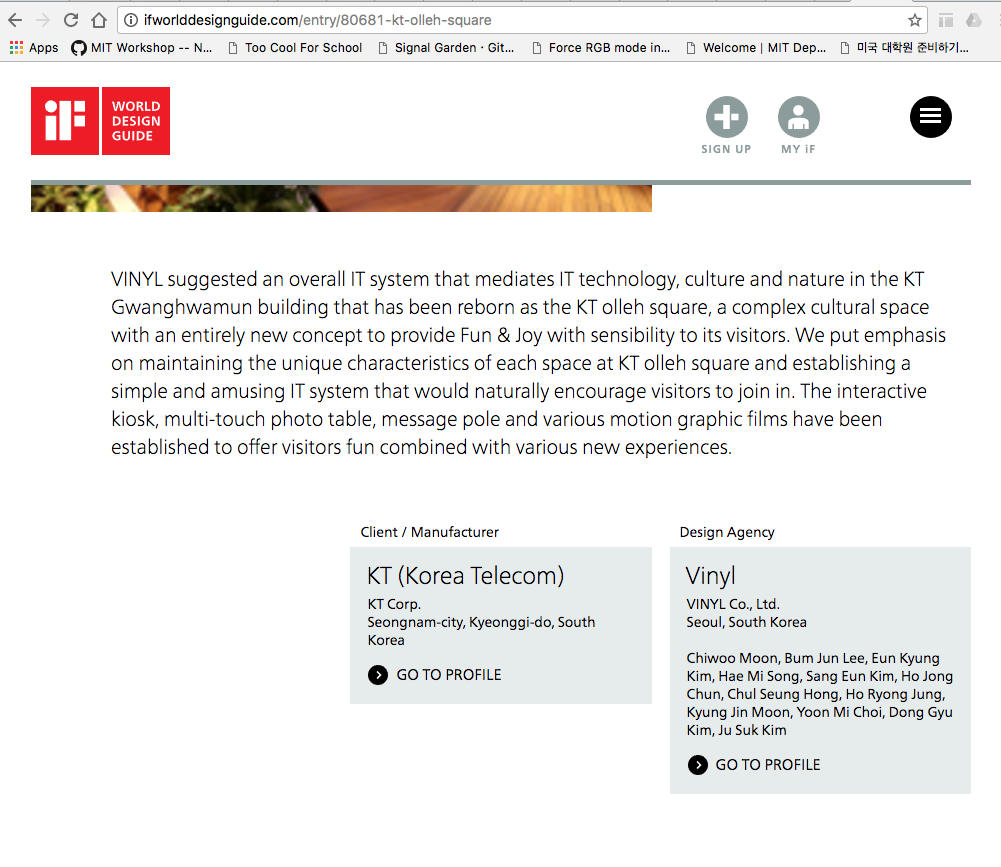 ifworlddesignguide.com/entry/80681-kt-olleh-square
Apps MIT Workshop -- N... Too Cool For School Signal Garden · Git... Force RGB mode in... Welcome | MIT Dep... 미국 대학원 준비하기...
iF WORLD
DESIGN
GUIDE
SIGN UP MY iF
VINYL suggested an overall IT system that mediates IT technology, culture and nature in the KT
Gwanghwamun building that has been reborn as the KT olleh square, a complex cultural space
with an entirely new concept to provide Fun & Joy with sensibility to its visitors. We put emphasis
on maintaining the unique characteristics of each space at KT olleh square and establishing a
simple and amusing IT system that would naturally encourage visitors to join in. The interactive
kiosk, multi-touch photo table, message pole and various motion graphic films have been
established to offer visitors fun combined with various new experiences.
Client / Manufacturer
KT (Korea Telecom)
KT Corp.
Seongnam-city, Kyeonggi-do, South
Korea
GO TO PROFILE
Design Agency
Vinyl
VINYL Co., Ltd.
Seoul, South Korea
Chiwoo Moon, Bum Jun Lee, Eun Kyung
Kim, Hae Mi Song, Sang Eun Kim, Ho Jong
Chun, Chul Seung Hong, Ho Ryong Jung,
Kyung Jin Moon, Yoon Mi Choi, Dong Gyu
Kim, Ju Suk Kim
GO TO PROFILE